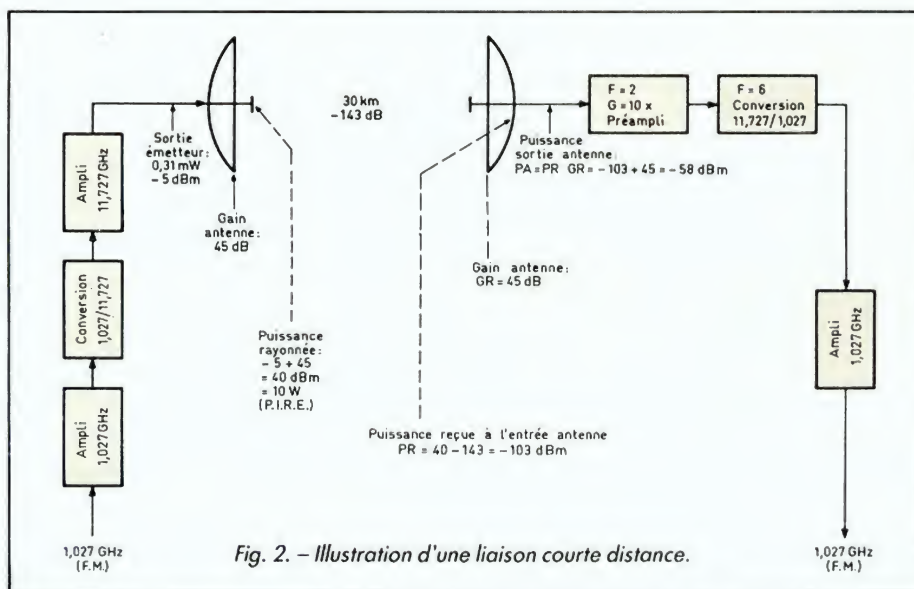 Ampli
11,727 GHz
Conversion
1,027/11,727
Ampli
1,027 GHz
1,027 GHz
(F.M.)
Sortie
émetteur:
0,31 mW
– 5 dBm
Gain
antenne:
45 dB
Puissance
rayonnée:
– 5 + 45
= 40 dBm
= 10 W
(P.I.R.E.)
30 km
– 143 dB
Puissance
sortie antenne:
PA = PR GR = – 103 + 45 = – 58 dBm
Gain antenne:
GR = 45 dB
Puissance reçue à l'entrée antenne
PR = 40 – 143 = – 103 dBm
F = 2
G = 10 x
Préampli
F = 6
Conversion
11,727/1,027
Ampli
1,027 GHz
1,027 GHz
(F.M.)
Fig. 2. – Illustration d'une liaison courte distance.